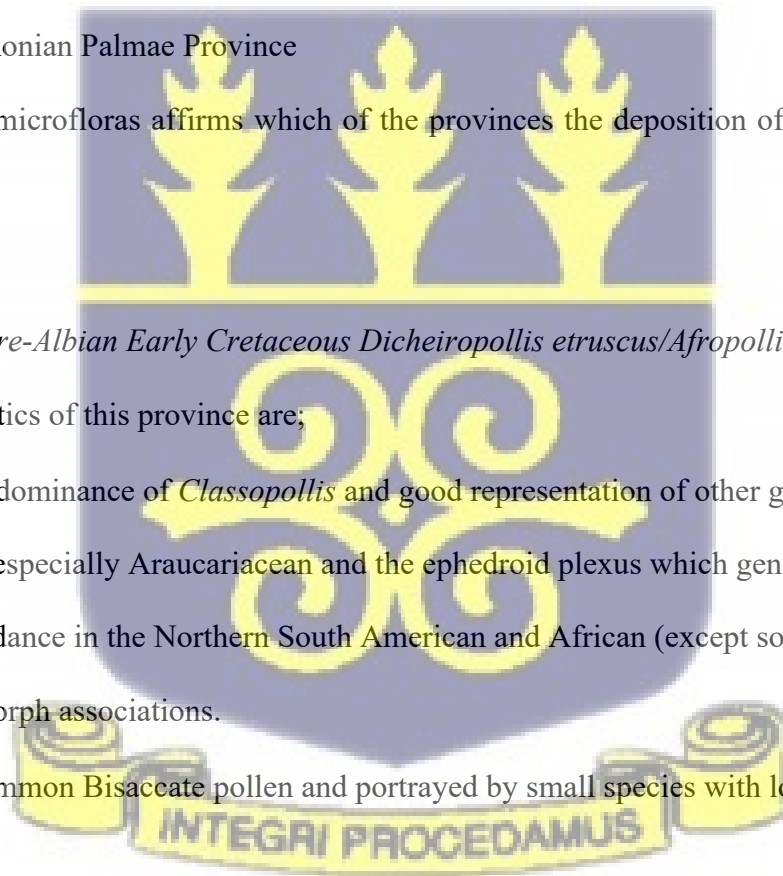 onian Palmae Province
microfloras affirms which of the provinces the deposition of
re-Albian Early Cretaceous Dicheiropollis etruscus/Afropolli
tics of this province are;
dominance of Classopollis and good representation of other g
especially Araucariacean and the ephedroid plexus which gen
dance in the Northern South American and African (except so
orph associations.
mmon Bisaccate pollen and portrayed by small species with lo
INTEGRI PROCEDAMUS